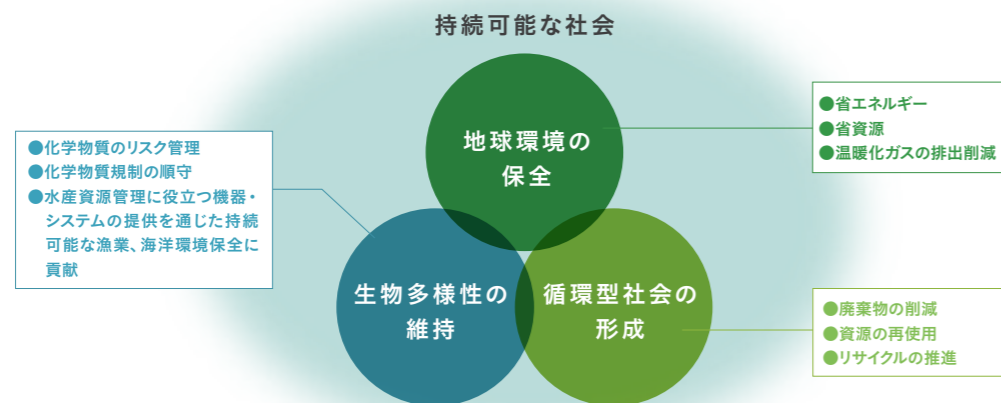 持続可能な社会
地球環境の
保全
●省エネルギー
●省資源
●温暖化ガスの排出削減
●化学物質のリスク管理
●化学物質規制の順守
●水産資源管理に役立つ機器・
システムの提供を通じた持続
可能な漁業、海洋環境保全に
貢献
生物多様性の
維持
循環型社会の
形成
●廃棄物の削減
●資源の再使用
●リサイクルの推進